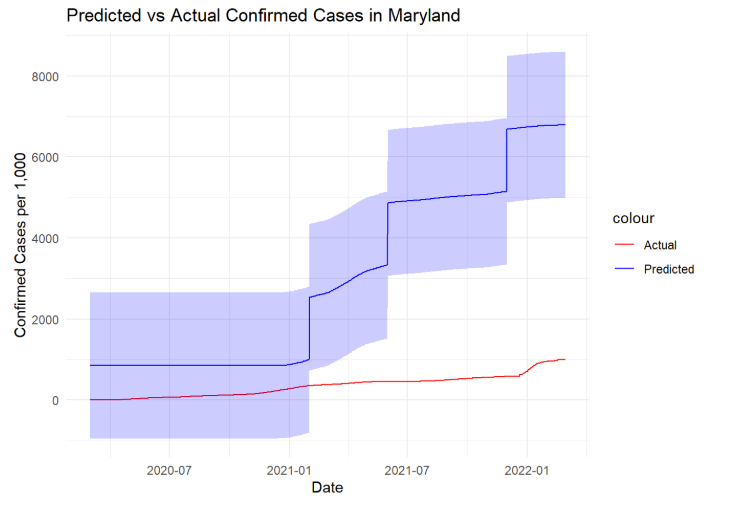 Predicted vs Actual Confirmed Cases in Maryland
Confirmed Cases per 1,000
8000
6000
4000
2000
0
2020-07
2021-01
2021-07
2022-01
Date
colour
Actual
Predicted